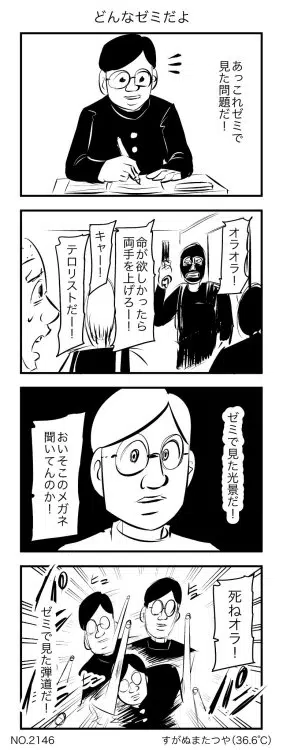 どんなゼミだよ
あっこれゼミで
見た問題だ！
オラオラ！
命が欲しかったら
両手を上げろー！
キャー！
テロリストだー！
ゼミで見た光景だ！
おいそこのメガネ
聞いてんのか！
死ねオラ！
ゼミで見た弾道だ！
NO.2146
すがぬまたつや(36.6℃)